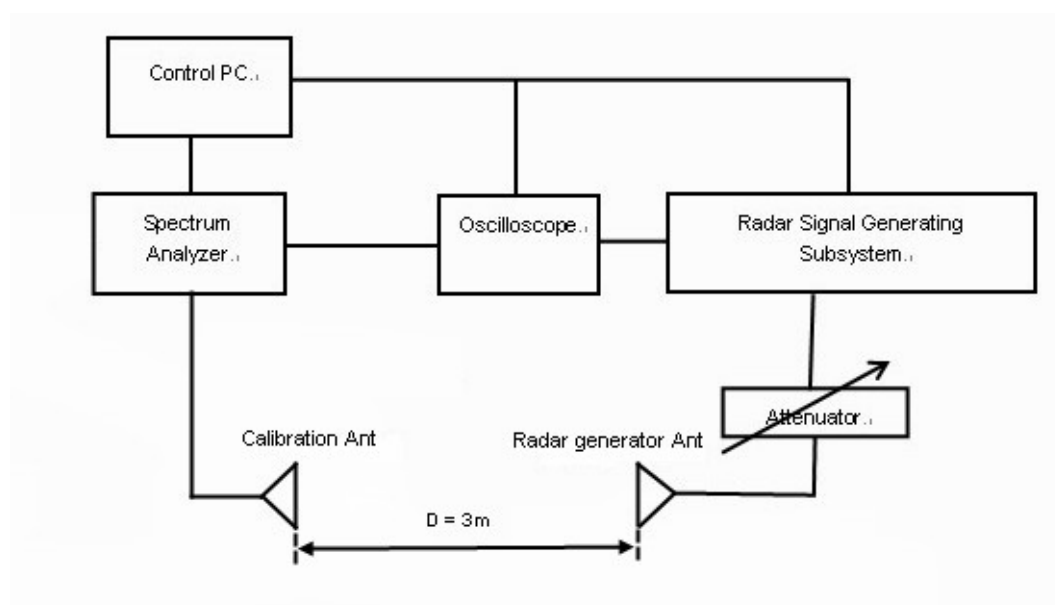 Control PC.
Spectrum
Analyzer.
Oscilloscope.
Radar Signal Generating
Subsystem.
Attenuator.
Calibration Ant
Radar generator Ant
D = 3m